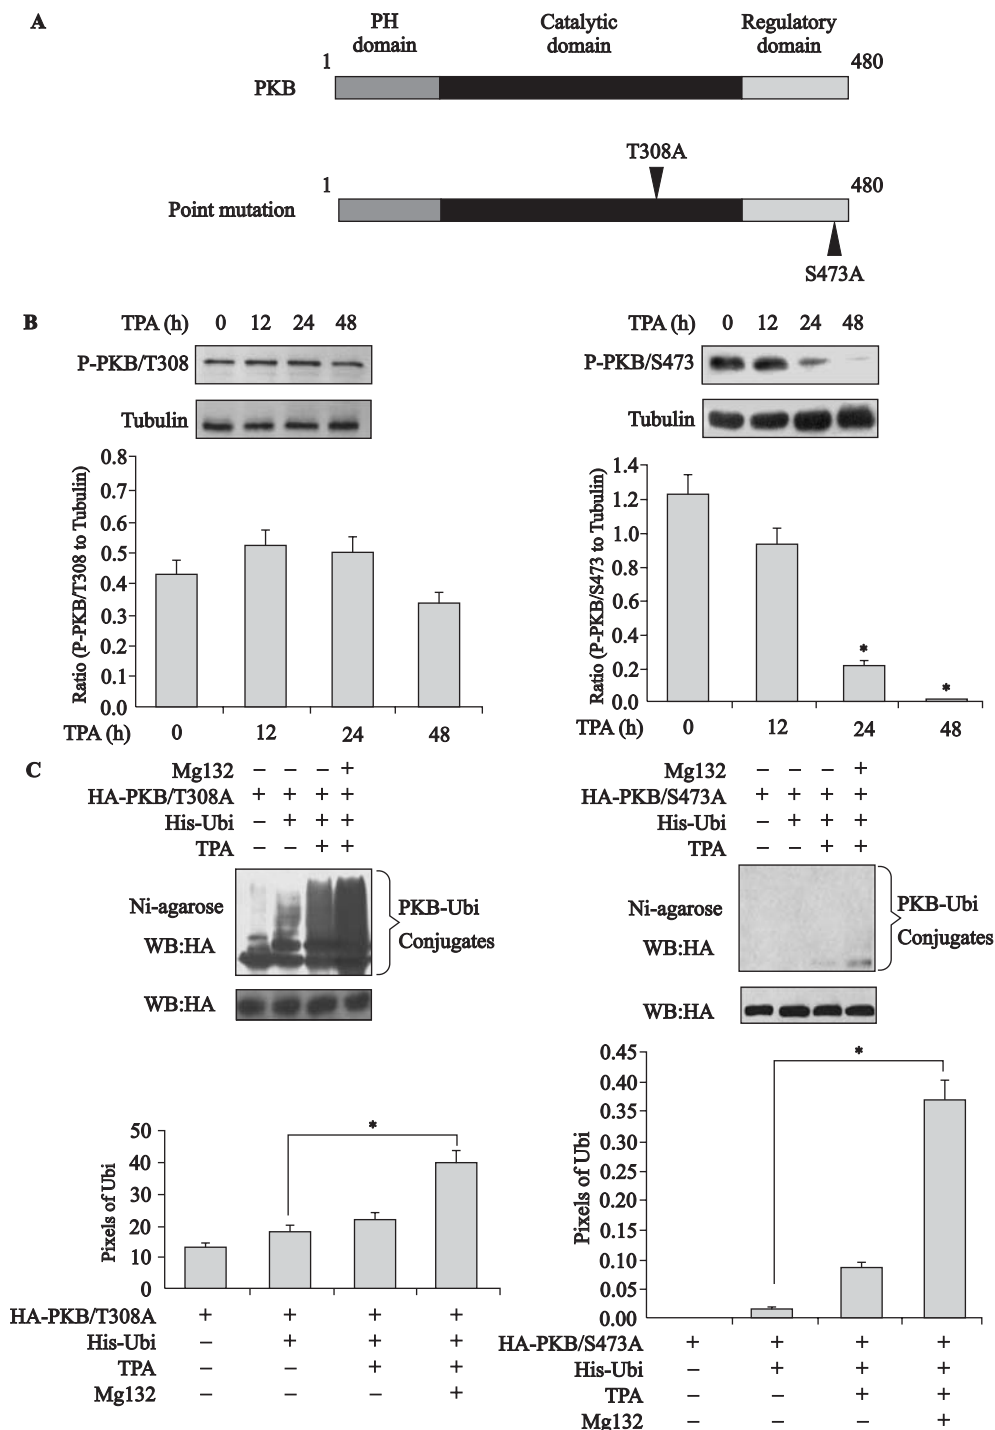 A
PH domain
Catalytic domain
Regulatory domain
1
480
PKB
T308A
1
480
Point mutation
S473A
B
TPA (h) 0 12 24 48
P-PKB/T308
Tubulin
Ratio (P-PKB/T308 to Tubulin)
0.8
0.7
0.6
0.5
0.4
0.3
0.2
0.1
0.0
TPA (h) 0 12 24 48
TPA (h) 0 12 24 48
P-PKB/S473
Tubulin
Ratio (P-PKB/S473 to Tubulin)
1.4
1.2
1.0
0.8
0.6
0.4
0.2
0.0
* *
TPA (h) 0 12 24 48
C
Mg132 − − − +
HA-PKB/T308A + + + +
His-Ubi − + + +
TPA − − + +
Ni-agarose
WB:HA
PKB-Ubi
Conjugates
WB:HA
Pixels of Ubi
50
40
30
20
10
0
*
HA-PKB/T308A + + + +
His-Ubi − + + +
TPA − − + +
Mg132 − − − +
Mg132 − − − +
HA-PKB/S473A + + + +
His-Ubi − + + +
TPA − − + +
Ni-agarose
WB:HA
PKB-Ubi
Conjugates
WB:HA
Pixels of Ubi
0.45
0.40
0.35
0.30
0.25
0.20
0.15
0.10
0.05
0.00
*
HA-PKB/S473A + + + +
His-Ubi − + + +
TPA − − + +
Mg132 − − − +